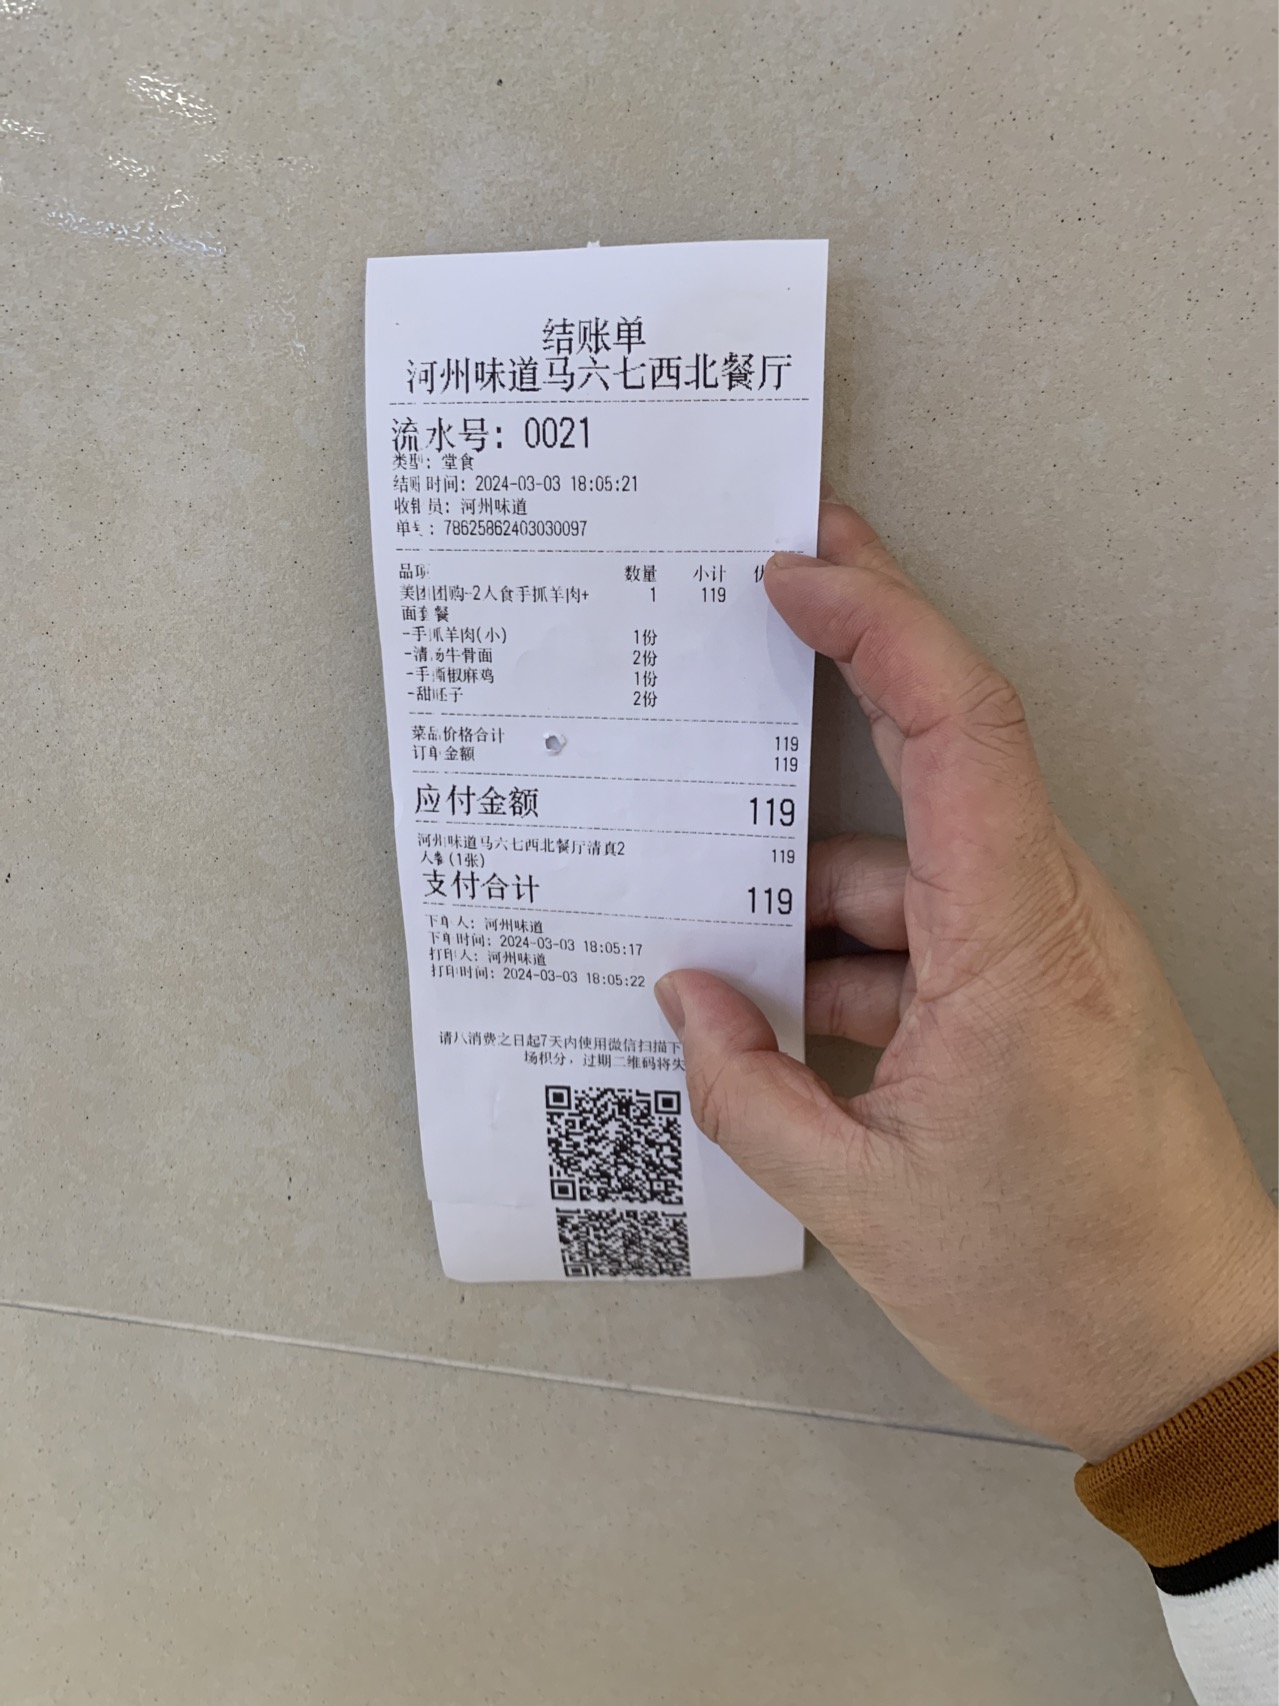 结账单
河州味道马六七西北餐厅
流水号: 0021
类型: 堂食
结账时间: 2024-03-03 18:05:21
收银员: 河州味道
单号: 78625862403030097
品项 数量 小计
美团团购-2人食手抓羊肉+ 1 119
面套餐
-手抓羊肉(小) 1份
-清汤牛骨面 2份
-手撕椒麻鸡 1份
-甜胚子 2份
菜品价格合计 119
订单金额 119
应付金额 119
河州味道马六七西北餐厅清真2 119
人餐(1张)
支付合计 119
下单人: 河州味道
下单时间: 2024-03-03 18:05:17
打印人: 河州味道
打印时间: 2024-03-03 18:05:22
请从消费之日起7天内使用微信扫描下
场积分，过期二维码将失